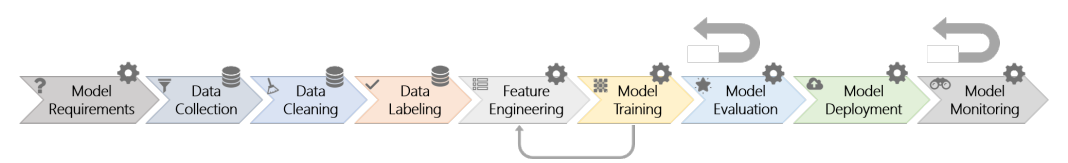 Model
Requirements
Data
Collection
Data
Cleaning
Data
Labeling
Feature
Engineering
Model
Training
Model
Evaluation
Model
Deployment
Model
Monitoring